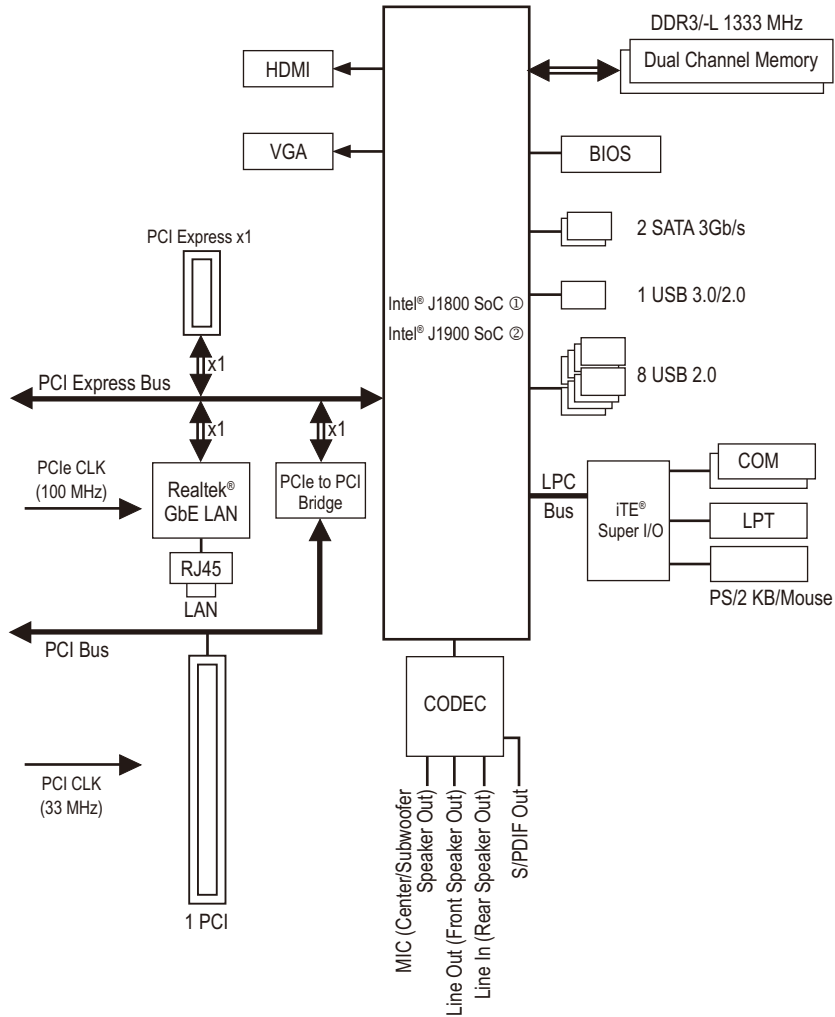 DDR3/-L 1333 MHz
Dual Channel Memory
HDMI
VGA
BIOS
2 SATA 3Gb/s
PCI Express x1
1 USB 3.0/2.0
Intel® J1800 SoC ①
Intel® J1900 SoC ②
8 USB 2.0
x1
PCI Express Bus
x1
x1
PCIe CLK
(100 MHz)
Realtek®
GbE LAN
PCIe to PCI
Bridge
LPC
Bus
iTE®
Super I/O
COM
LPT
PS/2 KB/Mouse
RJ45
LAN
PCI Bus
CODEC
PCI CLK
(33 MHz)
1 PCI
MIC (Center/Subwoofer
Speaker Out)
Line Out (Front Speaker Out)
Line In (Rear Speaker Out)
S/PDIF Out